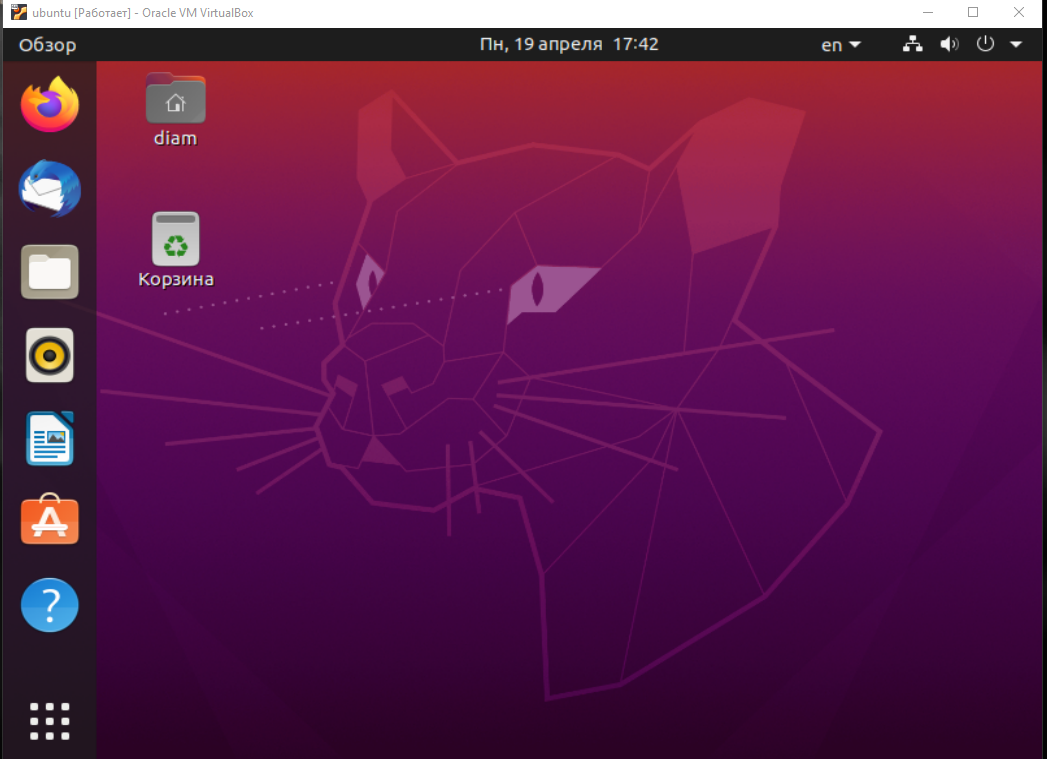 ubuntu [Работает] - Oracle VM VirtualBox
Обзор
Пн, 19 апреля 17:42
en
diam
Корзина